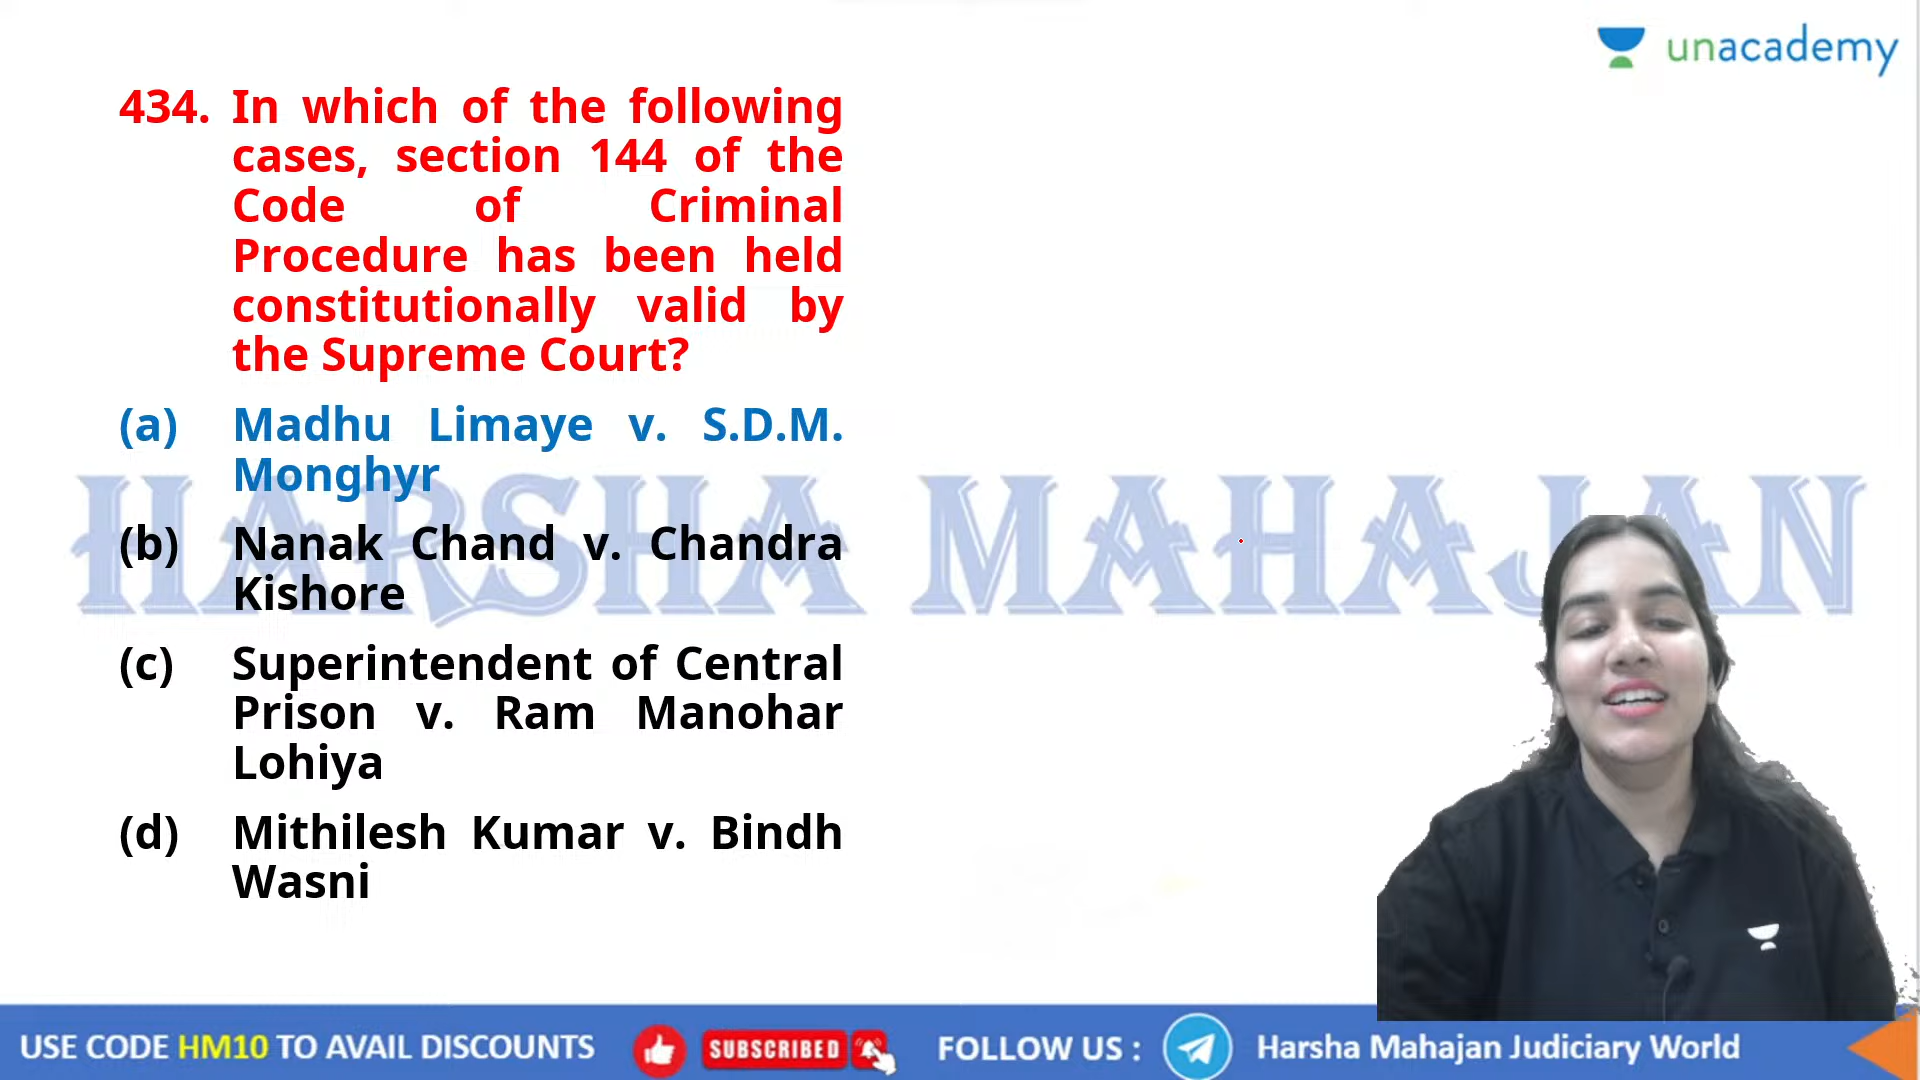 unacademy
434. In which of the following
cases, section 144 of the
Code of Criminal
Procedure has been held
constitutionally valid by
the Supreme Court?
(a) Madhu Limaye v. S.D.M.
Monghyr
HARSHA MAHAJAN
(b) Nanak Chand v. Chandra
Kishore
(c) Superintendent of Central
Prison v. Ram Manohar
Lohiya
(d) Mithilesh Kumar v. Bindh
Wasni
USE CODE HM10 TO AVAIL DISCOUNTS
SUBSCRIBED
FOLLOW US :
Harsha Mahajan Judiciary World